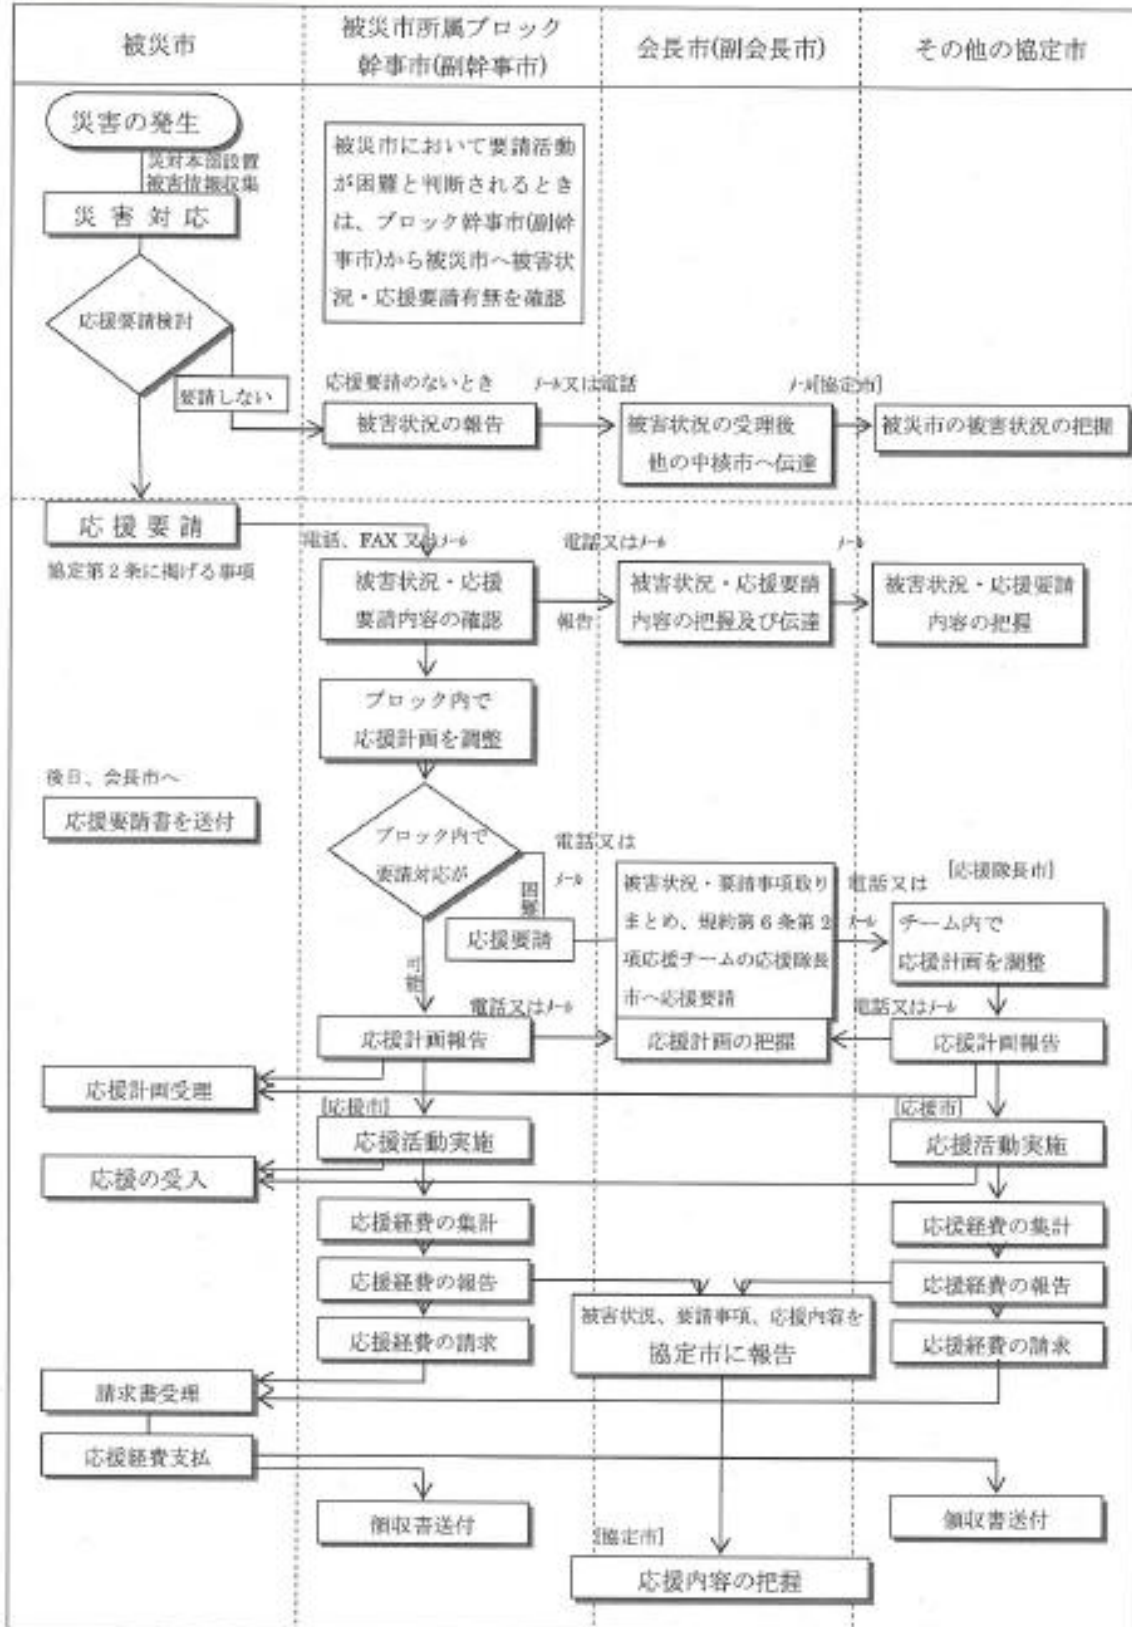 被災市
被災市所属ブロック
幹事市(副幹事市)
会長市(副会長市)
その他の協定市
災害の発生
災対本部設置
被害情報収集
災害対応
応援要請検討
要請しない
被災市において要請活動
が困難と判断されるとき
は、ブロック幹事市(副幹
事市)から被災市へ被害状
況・応援要請有無を確認
応援要請のないとき
メール又は電話
メール[協定市]
被害状況の報告
被害状況の受理後
他の中核市へ伝達
被災市の被害状況の把握
応援要請
協定第2条に掲げる事項
電話、FAX又はメール
電話又はメール
メール
被害状況・応援
要請内容の確認
報告
被害状況・応援要請
内容の把握及び伝達
被害状況・応援要請
内容の把握
ブロック内で
応援計画を調整
後日、会長市へ
応援要請書を送付
ブロック内で
要請対応が
困難
可能
電話又は
メール
応援要請
被害状況・要請事項取り
まとめ、規約第6条第2
項応援チームの応援隊長
市へ応援要請
電話又は
メール
[応援隊長市]
チーム内で
応援計画を調整
電話又はメール
電話又はメール
応援計画報告
応援計画の把握
応援計画報告
応援計画受理
[応援市]
[応援市]
応援活動実施
応援活動実施
応援の受入
応援経費の集計
応援経費の集計
応援経費の報告
応援経費の報告
被害状況、要請事項、応援内容を
協定市に報告
応援経費の請求
応援経費の請求
請求書受理
応援経費支払
領収書送付
領収書送付
[協定市]
応援内容の把握